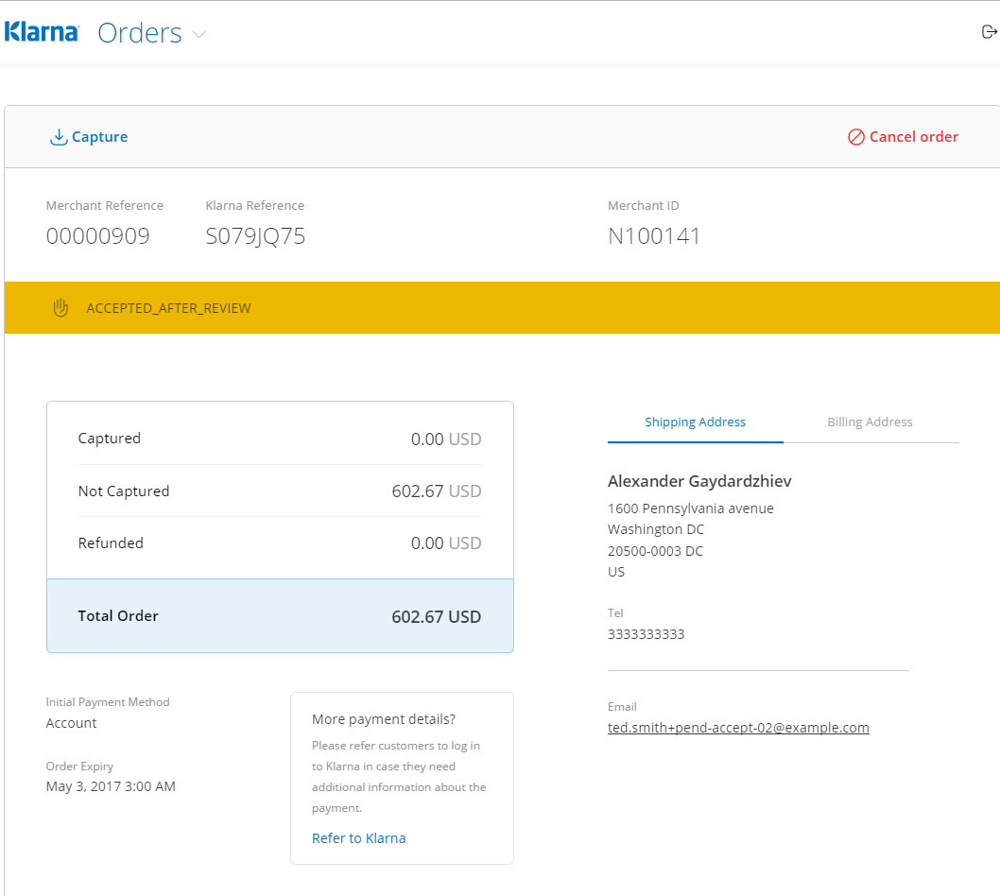 Klarna Orders
Capture
Cancel order
Merchant Reference
Klarna Reference
Merchant ID
00000909
S079JQ75
N100141
ACCEPTED_AFTER_REVIEW
Captured 0.00 USD
Not Captured 602.67 USD
Refunded 0.00 USD
Total Order 602.67 USD
Initial Payment Method
Account
Order Expiry
May 3, 2017 3:00 AM
More payment details?
Please refer customers to log in
to Klarna in case they need
additional information about the
payment.
Refer to Klarna
Shipping Address
Billing Address
Alexander Gaydardzhiev
1600 Pennsylvania avenue
Washington DC
20500-0003 DC
US
Tel
3333333333
Email
ted.smith+pend-accept-02@example.com